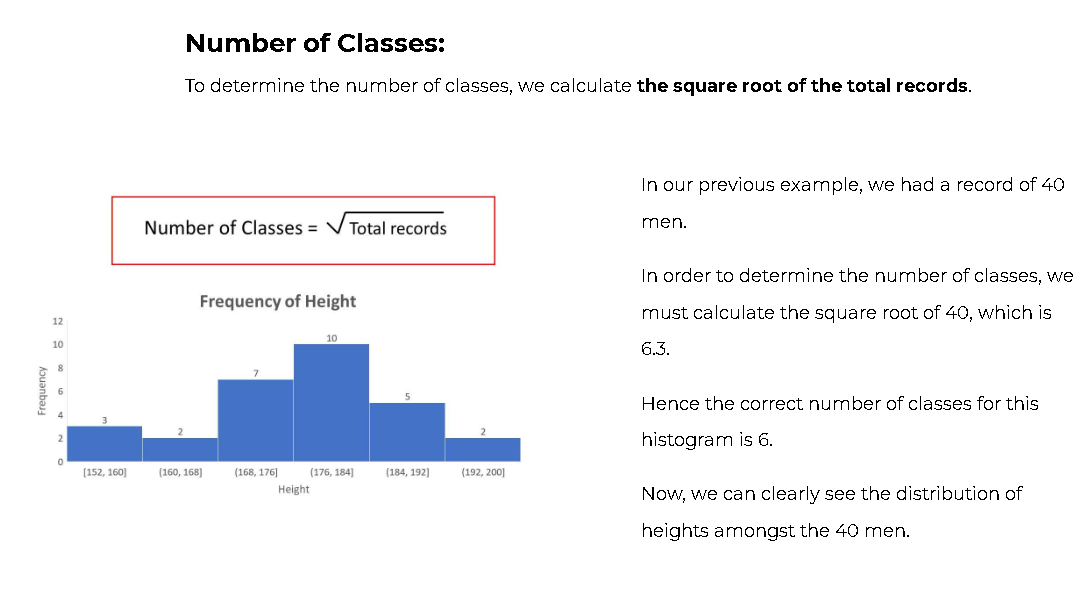 Number of Classes:
To determine the number of classes, we calculate the square root of the total records.
Number of Classes = √Total records
Frequency of Height
12
10
8
6
4
2
0
Frequency
3
2
7
10
5
2
[152, 160]
(160, 168]
(168, 176]
(176, 184]
(184, 192]
(192, 200]
Height
In our previous example, we had a record of 40
men.
In order to determine the number of classes, we
must calculate the square root of 40, which is
6.3.
Hence the correct number of classes for this
histogram is 6.
Now, we can clearly see the distribution of
heights amongst the 40 men.